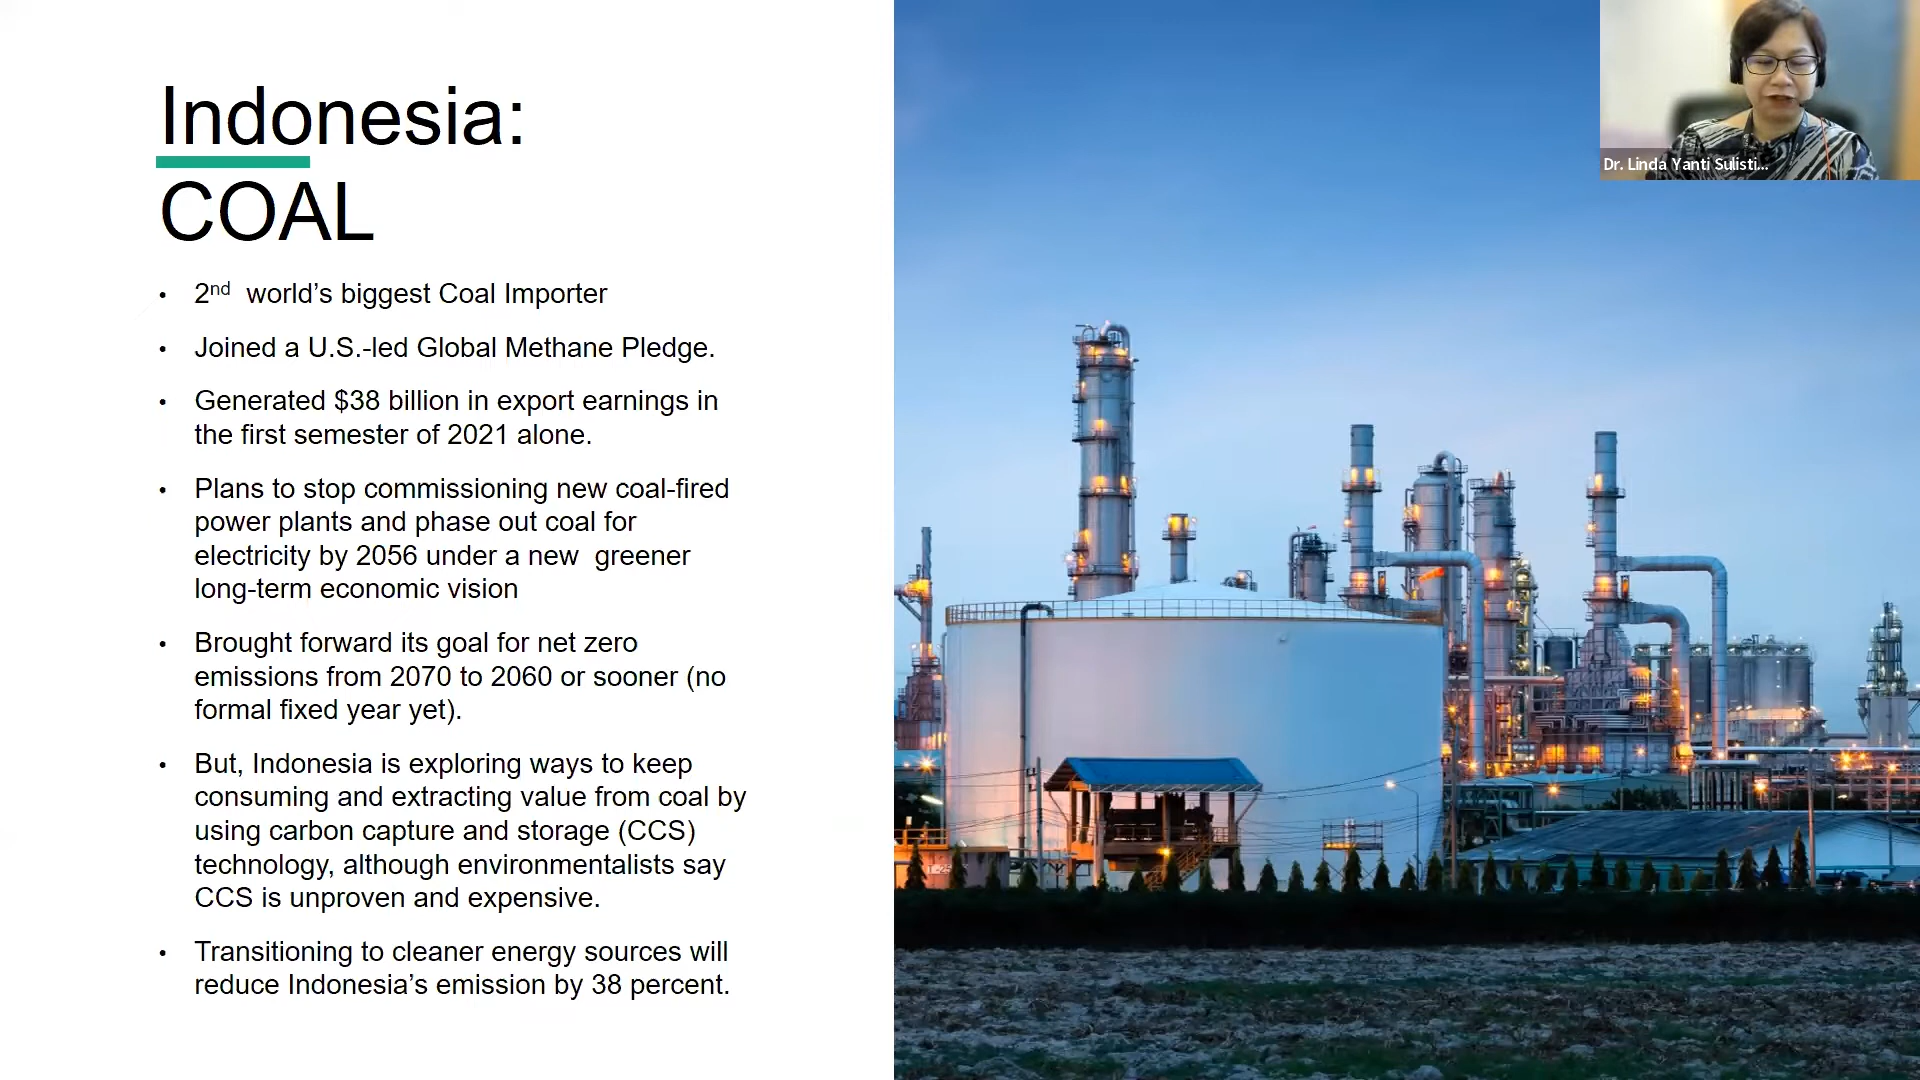 Indonesia:
COAL
• 2nd world's biggest Coal Importer
• Joined a U.S.-led Global Methane Pledge.
• Generated $38 billion in export earnings in
the first semester of 2021 alone.
• Plans to stop commissioning new coal-fired
power plants and phase out coal for
electricity by 2056 under a new greener
long-term economic vision
• Brought forward its goal for net zero
emissions from 2070 to 2060 or sooner (no
formal fixed year yet).
• But, Indonesia is exploring ways to keep
consuming and extracting value from coal by
using carbon capture and storage (CCS)
technology, although environmentalists say
CCS is unproven and expensive.
• Transitioning to cleaner energy sources will
reduce Indonesia's emission by 38 percent.
Dr. Linda Yanti Sulisti...